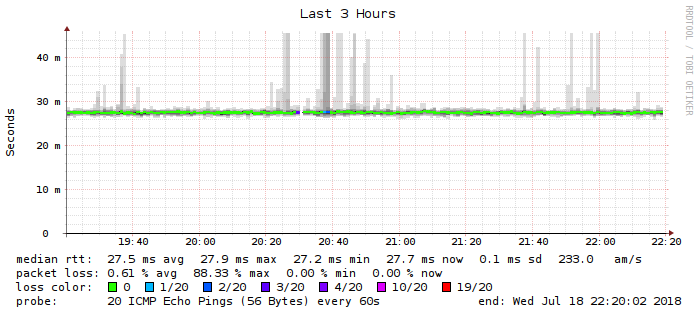 Last 3 Hours
RRDTOOL / TOBI OETIKER
Seconds
40 m
30 m
20 m
10 m
0
19:40 20:00 20:20 20:40 21:00 21:20 21:40 22:00 22:20
median rtt: 27.5 ms avg 27.9 ms max 27.2 ms min 27.7 ms now 0.1 ms sd 233.0 am/s
packet loss: 0.61 % avg 88.33 % max 0.00 % min 0.00 % now
loss color: 0 1/20 2/20 3/20 4/20 10/20 19/20
probe: 20 ICMP Echo Pings (56 Bytes) every 60s end: Wed Jul 18 22:20:02 2018